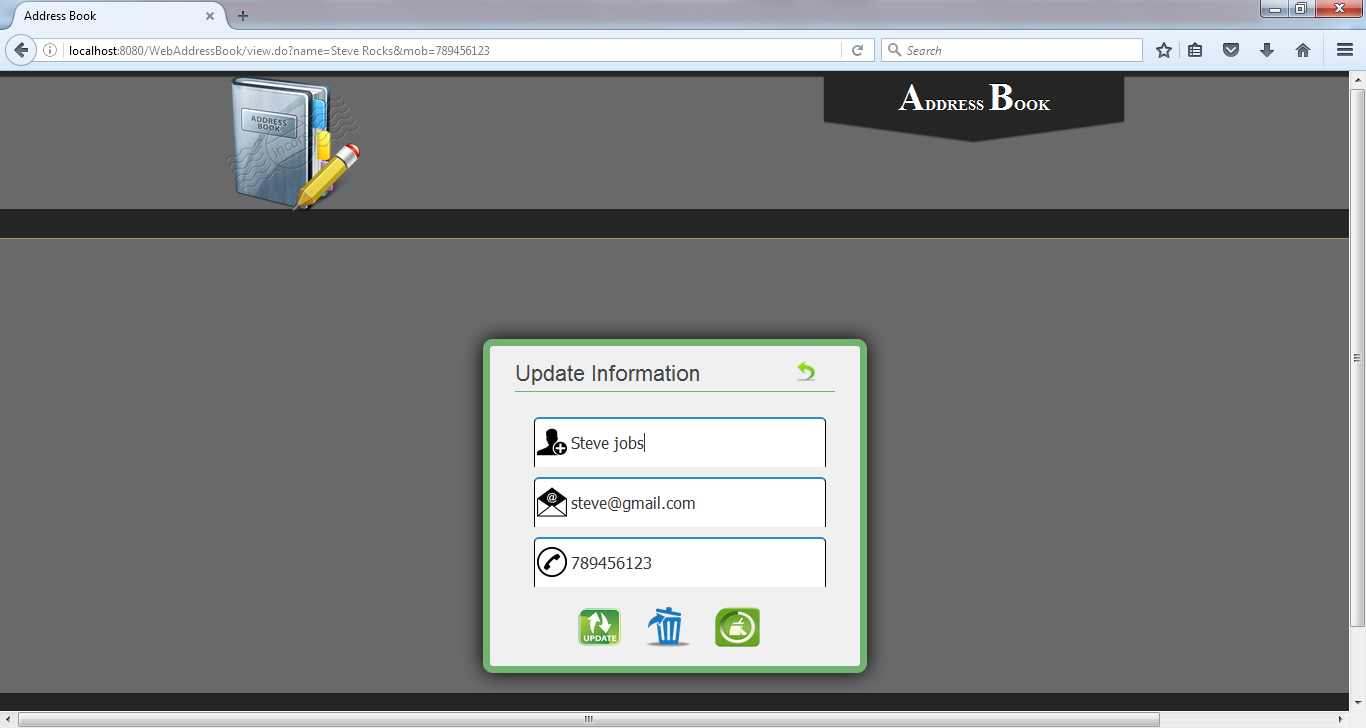 Address Book
localhost:8080/WebAddressBook/view.do?name=Steve Rocks&mob=789456123
Search
ADDRESS
BOOK
incors
Address Book
Update Information
Steve jobs
steve@gmail.com
789456123
UPDATE